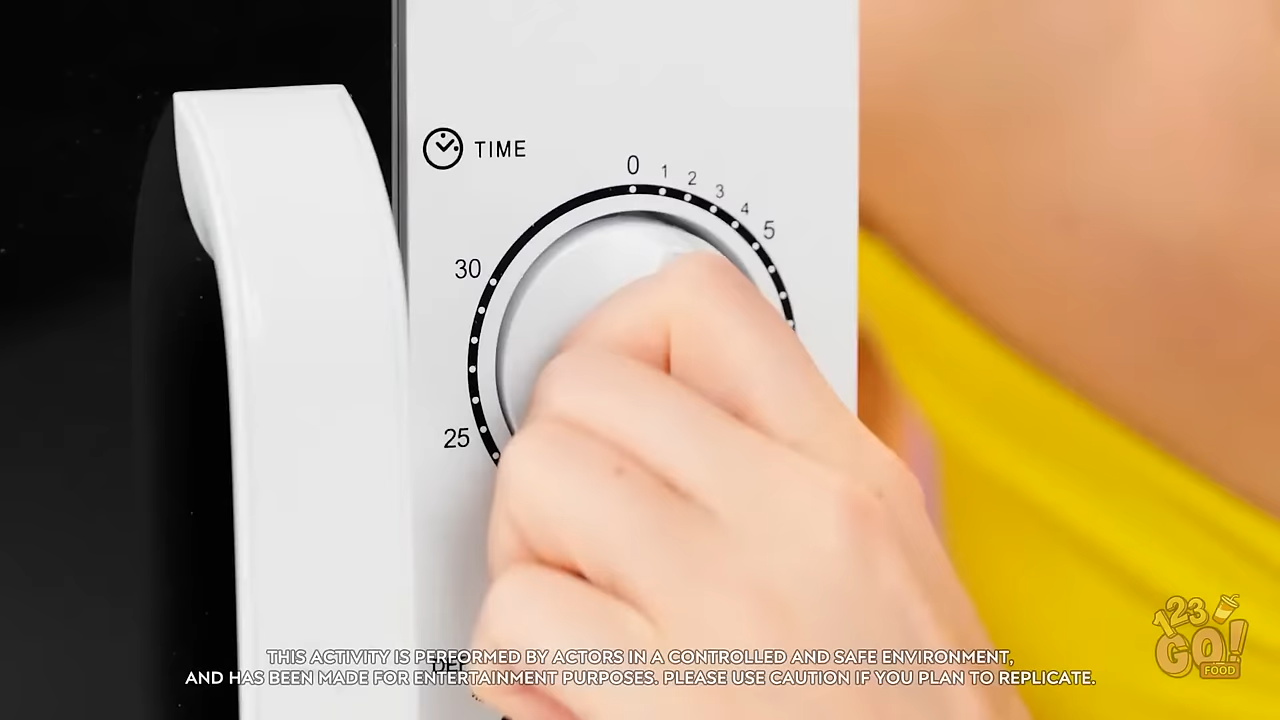 TIME
0
1
2
3
4
5
30
25
DEF
THIS ACTIVITY IS PERFORMED BY ACTORS IN A CONTROLLED AND SAFE ENVIRONMENT,
AND HAS BEEN MADE FOR ENTERTAINMENT PURPOSES. PLEASE USE CAUTION IF YOU PLAN TO REPLICATE.
123
GO!
FOOD